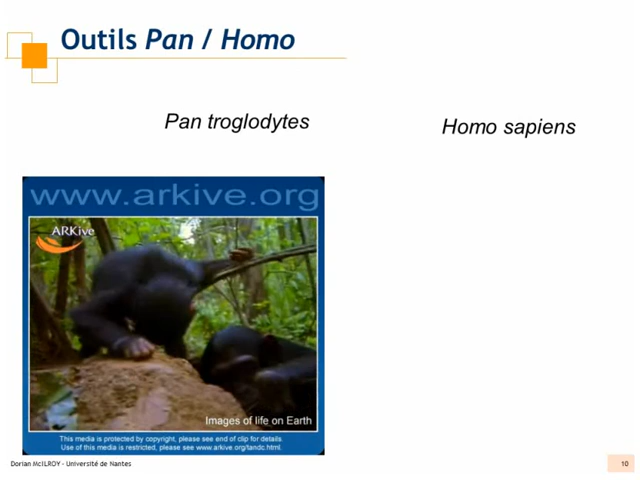 Outils Pan / Homo
Pan troglodytes
Homo sapiens
www.arkive.org
ARKive
Images of life on Earth
This media is protected by copyright, please see end of clip for details.
Use of this media is restricted, please see www.arkive.org/tandc.html.
Dorian McILROY - Université de Nantes
10